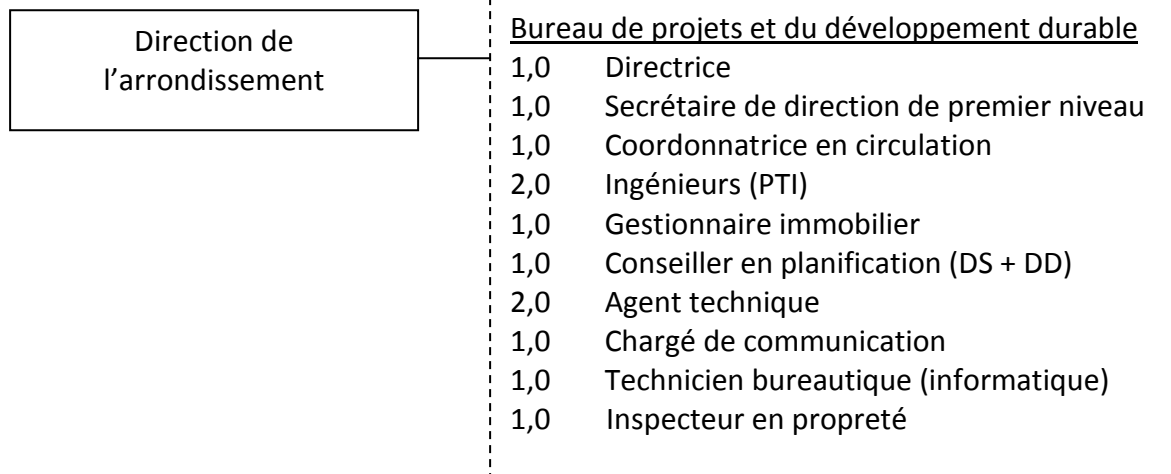 Direction de
l’arrondissement
Bureau de projets et du développement durable
1,0 Directrice
1,0 Secrétaire de direction de premier niveau
1,0 Coordonnatrice en circulation
2,0 Ingénieurs (PTI)
1,0 Gestionnaire immobilier
1,0 Conseiller en planification (DS + DD)
2,0 Agent technique
1,0 Chargé de communication
1,0 Technicien bureautique (informatique)
1,0 Inspecteur en propreté